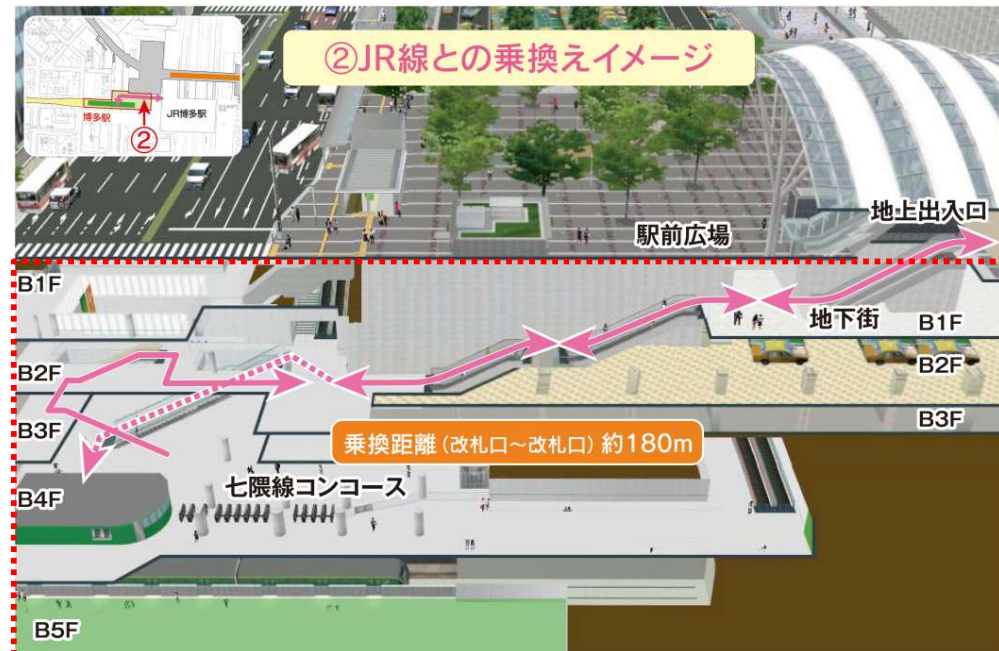 ②JR線との乗換えイメージ
博多駅
JR博多駅
②
地上出入口
駅前広場
B1F
地下街
B1F
B2F
B2F
B3F
B3F
乗換距離(改札口～改札口)約180m
七隈線コンコース
B4F
B5F